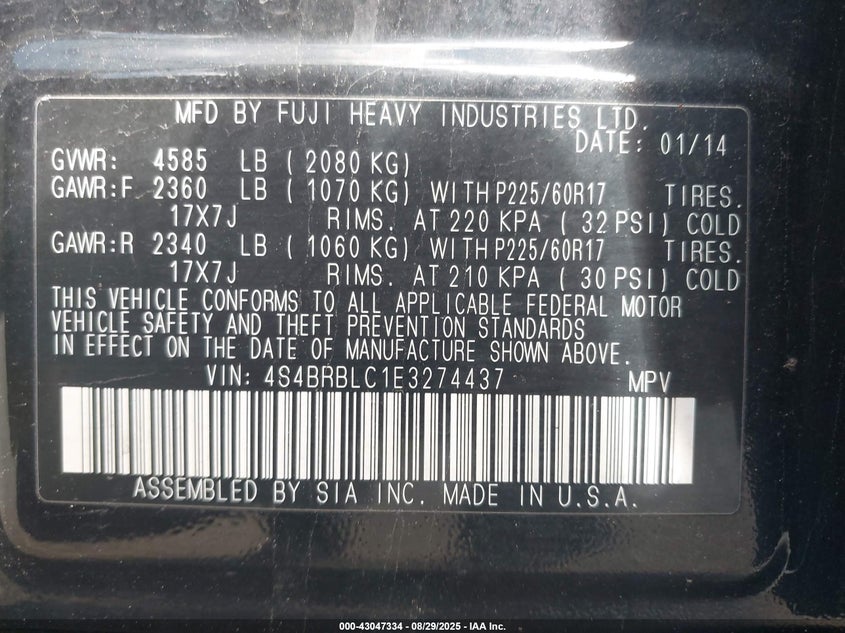 MFD BY FUJI HEAVY INDUSTRIES LTD.
DATE: 01/14
GVWR: 4585 LB ( 2080 KG)
GAWR:F 2360 LB ( 1070 KG) WITH P225/60R17 TIRES.
17X7J RIMS. AT 220 KPA ( 32 PSI) COLD
GAWR:R 2340 LB ( 1060 KG) WITH P225/60R17 TIRES.
17X7J RIMS. AT 210 KPA ( 30 PSI) COLD
THIS VEHICLE CONFORMS TO ALL APPLICABLE FEDERAL MOTOR
VEHICLE SAFETY AND THEFT PREVENTION STANDARDS
IN EFFECT ON THE DATE OF MANUFACTURE SHOWN ABOVE.
VIN: 4S4BRBLC1E3274437 MPV
ASSEMBLED BY SIA INC. MADE IN U.S.A.
000-43047334 - 08/29/2025 - IAA Inc.